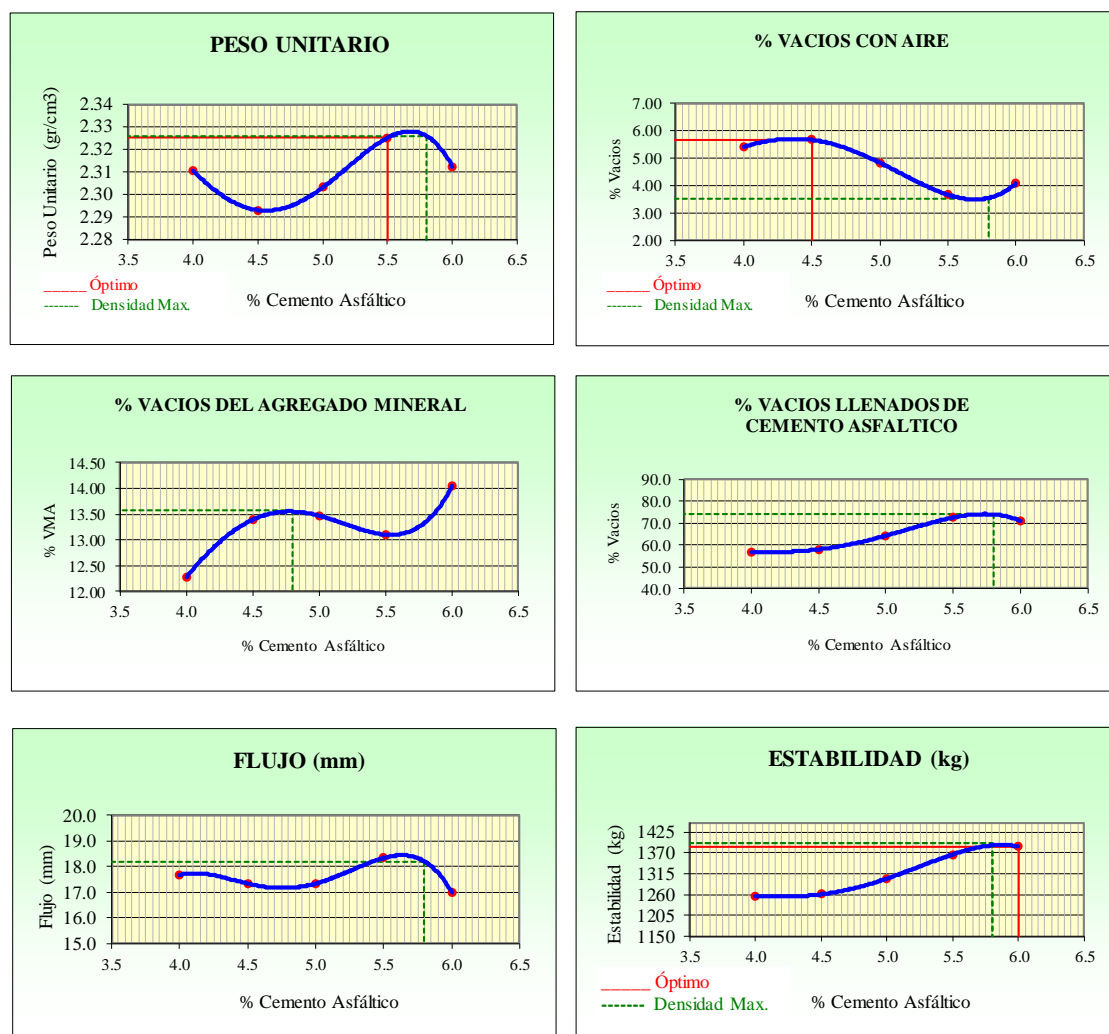 PESO UNITARIO
Peso Unitario (gr/cm3)
2.34
2.33
2.32
2.31
2.30
2.29
2.28
3.5 4.0 4.5 5.0 5.5 6.0 6.5
_____ Óptimo
------- Densidad Max.
% Cemento Asfáltico
% VACIOS CON AIRE
% Vacios
7.00
6.00
5.00
4.00
3.00
2.00
3.5 4.0 4.5 5.0 5.5 6.0 6.5
_____ Óptimo
------- Densidad Max.
% Cemento Asfáltico
% VACIOS DEL AGREGADO MINERAL
% VMA
14.50
14.00
13.50
13.00
12.50
12.00
3.5 4.0 4.5 5.0 5.5 6.0 6.5
% Cemento Asfáltico
% VACIOS LLENADOS DE
CEMENTO ASFALTICO
% Vacios
90.0
80.0
70.0
60.0
50.0
40.0
3.5 4.0 4.5 5.0 5.5 6.0 6.5
% Cemento Asfáltico
FLUJO (mm)
Flujo (mm)
20.0
19.0
18.0
17.0
16.0
15.0
3.5 4.0 4.5 5.0 5.5 6.0 6.5
% Cemento Asfáltico
ESTABILIDAD (kg)
Estabilidad (kg)
1425
1370
1315
1260
1205
1150
3.5 4.0 4.5 5.0 5.5 6.0 6.5
_____ Óptimo
------- Densidad Max.
% Cemento Asfáltico